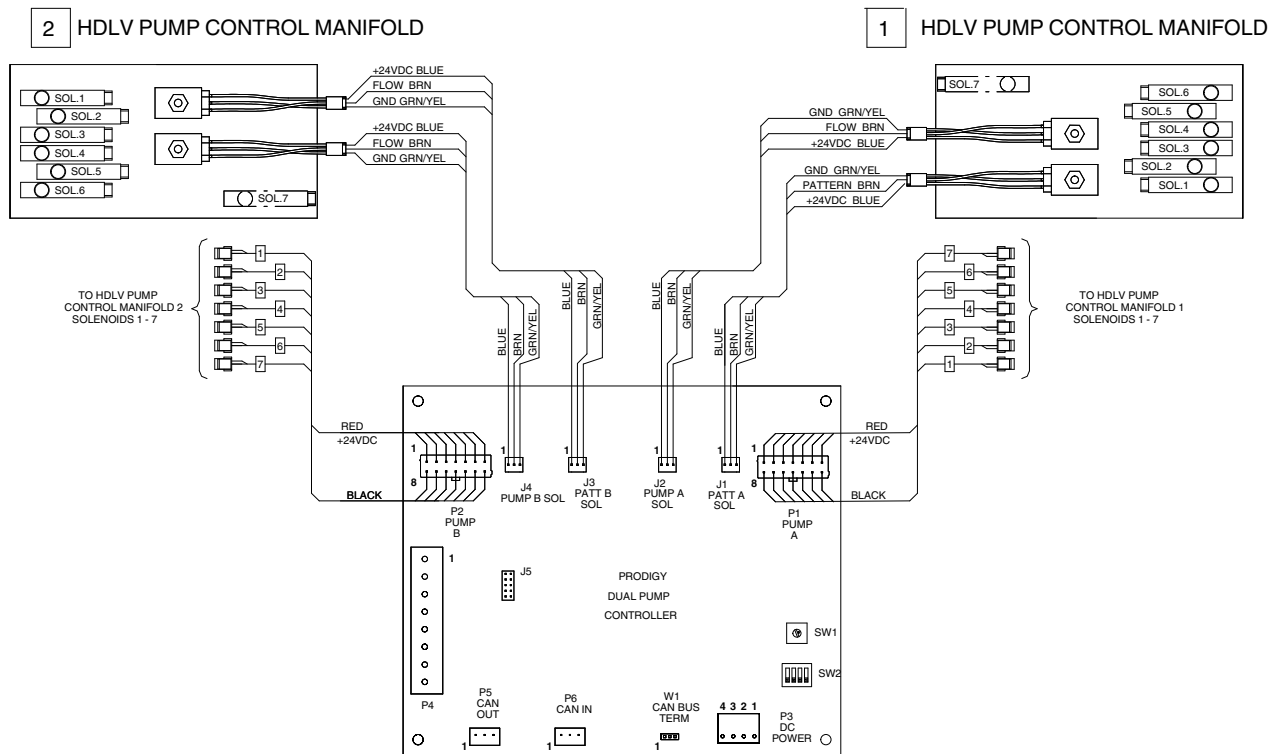 2 HDLV PUMP CONTROL MANIFOLD
1 HDLV PUMP CONTROL MANIFOLD
SOL.1
SOL.2
SOL.3
SOL.4
SOL.5
SOL.6
SOL.7
+24VDC BLUE
FLOW BRN
GND GRN/YEL
+24VDC BLUE
FLOW BRN
GND GRN/YEL
GND GRN/YEL
FLOW BRN
+24VDC BLUE
GND GRN/YEL
PATTERN BRN
+24VDC BLUE
SOL.7
SOL.6
SOL.5
SOL.4
SOL.3
SOL.2
SOL.1
TO HDLV PUMP
CONTROL MANIFOLD 2
SOLENOIDS 1 - 7
1
2
3
4
5
6
7
BLUE
BRN
GRN/YEL
BLUE
BRN
GRN/YEL
BLUE
BRN
GRN/YEL
BLUE
BRN
GRN/YEL
7
6
5
4
3
2
1
TO HDLV PUMP
CONTROL MANIFOLD 1
SOLENOIDS 1 - 7
RED
+24VDC
BLACK
1
8
P2
PUMP
B
1
J4
PUMP B SOL
1
J3
PATT B
SOL
1
J2
PUMP A
SOL
1
J1
PATT A
SOL
1
8
P1
PUMP
A
RED
+24VDC
BLACK
1
P4
J5
PRODIGY
DUAL PUMP
CONTROLLER
SW1
SW2
P5
CAN
OUT
1
P6
CAN IN
1
W1
CAN BUS
TERM
1
4 3 2 1
P3
DC
POWER